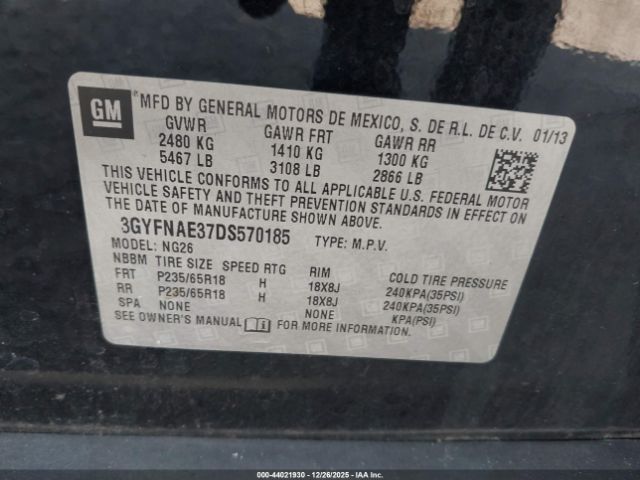 GM
MFD BY GENERAL MOTORS DE MEXICO, S. DE R.L. DE C.V. 01/13
GVWR GAWR FRT GAWR RR
2480 KG 1410 KG 1300 KG
5467 LB 3108 LB 2866 LB
THIS VEHICLE CONFORMS TO ALL APPLICABLE U.S. FEDERAL MOTOR
VEHICLE SAFETY AND THEFT PREVENTION STANDARDS IN EFFECT ON
THE DATE OF MANUFACTURE SHOWN ABOVE.
3GYFNAE37DS570185 TYPE: M.P.V.
MODEL: NG26
NBBM TIRE SIZE SPEED RTG RIM COLD TIRE PRESSURE
FRT P235/65R18 H 18X8J 240KPA(35PSI)
RR P235/65R18 H 18X8J 240KPA(35PSI)
SPA NONE NONE KPA(PSI)
SEE OWNER'S MANUAL FOR MORE INFORMATION.
000-44021930 - 12/26/2025 - IAAI.COM